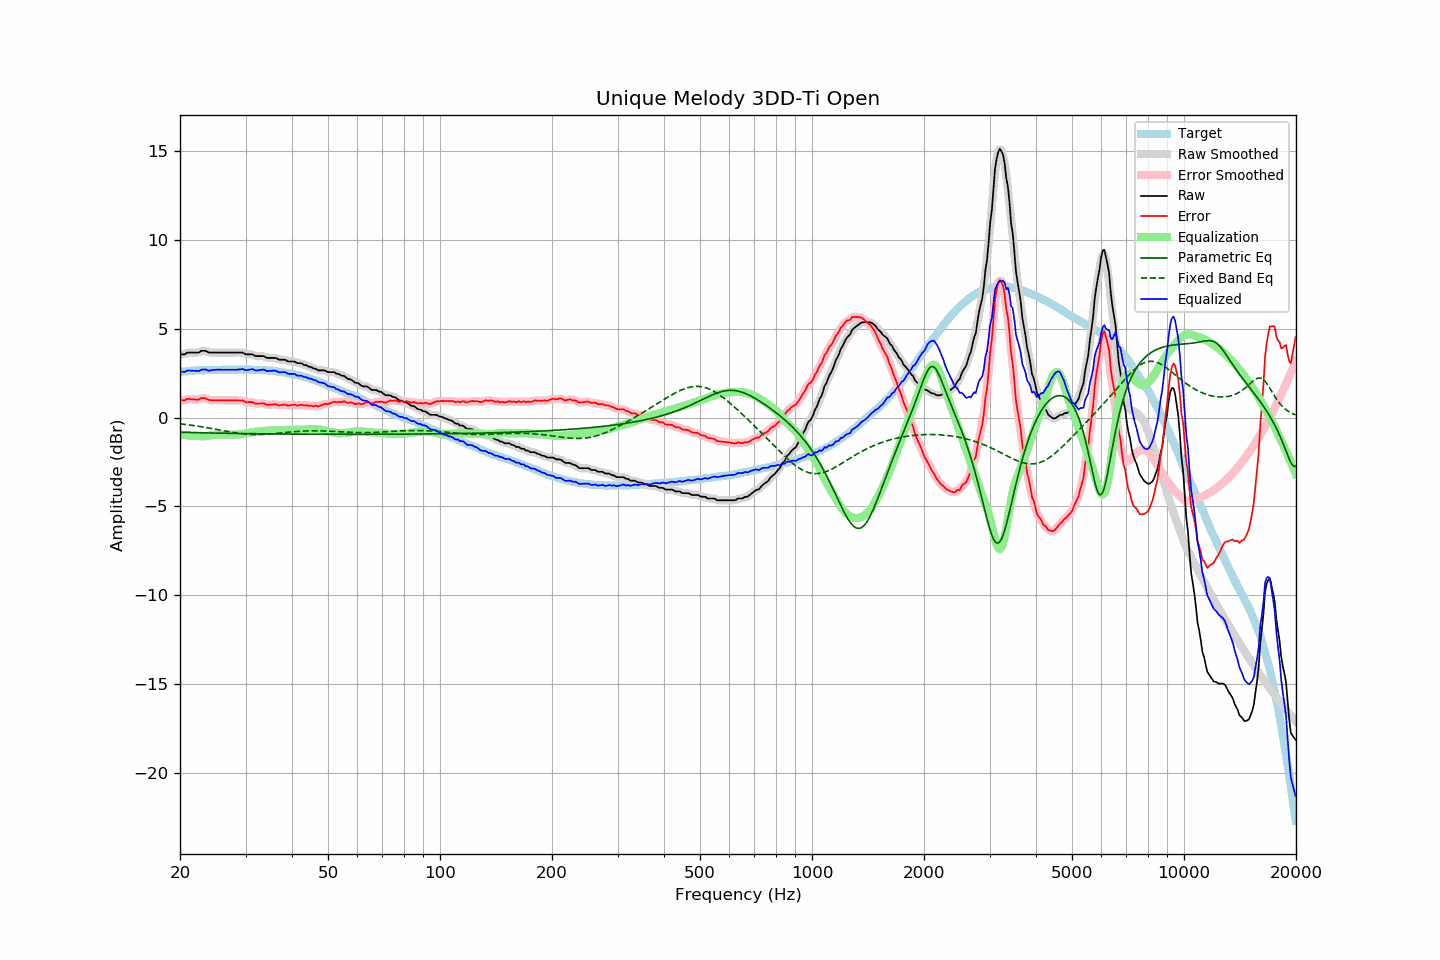 Unique Melody 3DD-Ti Open
Target
Raw Smoothed
Error Smoothed
Raw
Error
Equalization
Parametric Eq
Fixed Band Eq
Equalized
Amplitude (dBr)
15
10
5
0
−5
−10
−15
−20
20
50
100
200
500
1000
2000
5000
10000
20000
Frequency (Hz)